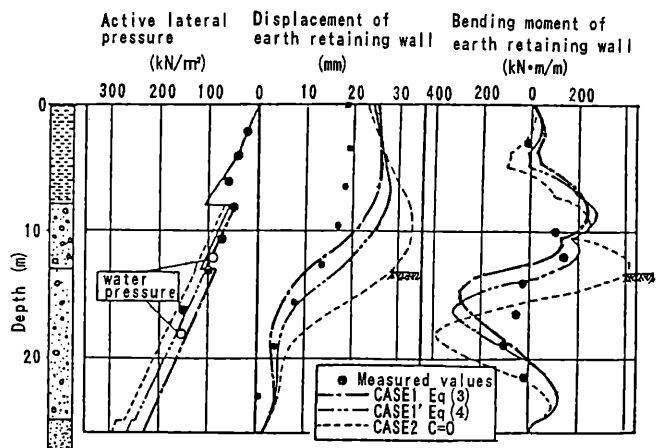 Active lateral
pressure
(kN/m²)
Displacement of
earth retaining wall
(mm)
Bending moment of
earth retaining wall
(kN·m/m)
300 200 100 0
10 20 30
200 0 200
0
10
20
Depth (m)
water
pressure
Measured values
CASE1 Eq (3)
CASE1' Eq (4)
CASE2 C=0